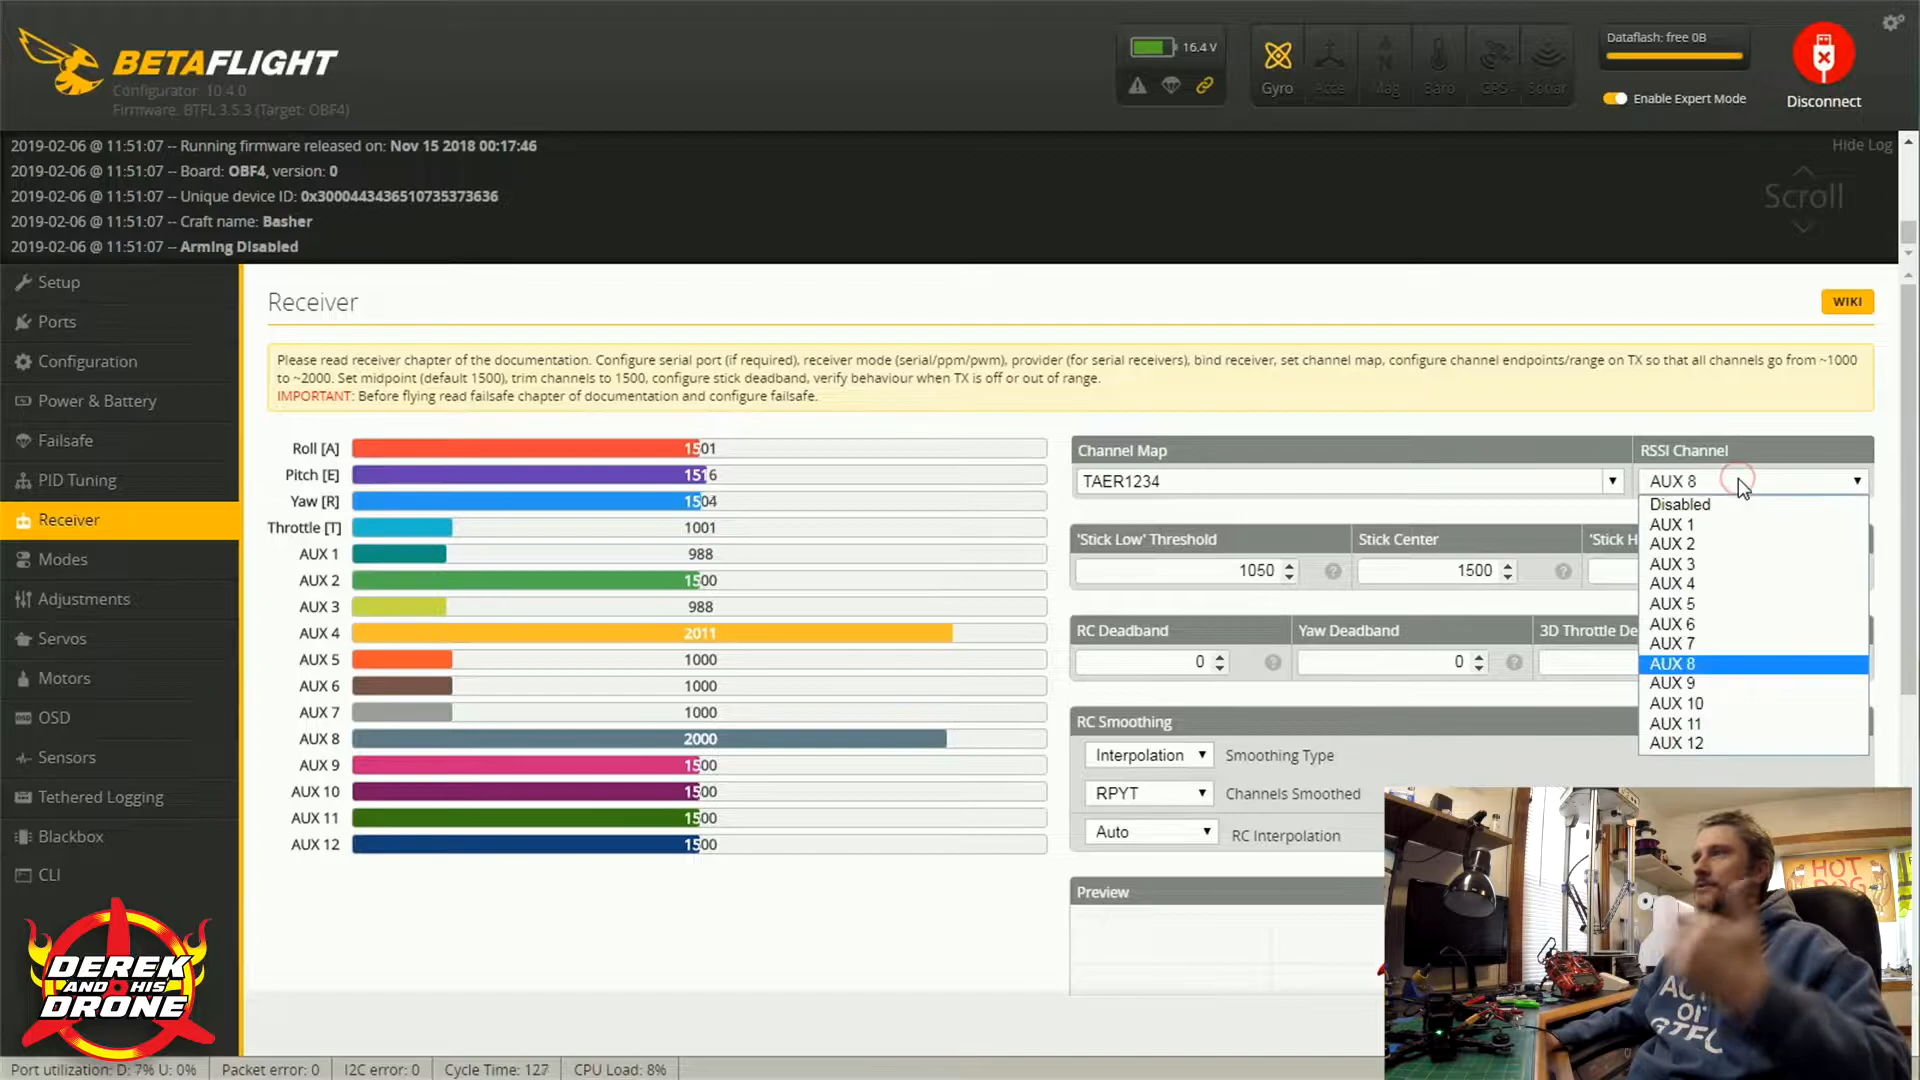 BETAFLIGHT
Configurator: 10.4.0
Firmware: BTFL 3.5.3 (Target: OBF4)
16.4 V
Gyro
Accel
Mag
Baro
GPS
Sonar
Dataflash: free 0B
Enable Expert Mode
Disconnect
2019-02-06 @ 11:51:07 -- Running firmware released on: Nov 15 2018 00:17:46
2019-02-06 @ 11:51:07 -- Board: OBF4, version: 0
2019-02-06 @ 11:51:07 -- Unique device ID: 0x3000443436510735373636
2019-02-06 @ 11:51:07 -- Craft name: Basher
2019-02-06 @ 11:51:07 -- Arming Disabled
Hide Log
Scroll
Setup
Ports
Configuration
Power & Battery
Failsafe
PID Tuning
Receiver
Modes
Adjustments
Servos
Motors
OSD
Sensors
Tethered Logging
Blackbox
CLI
DEREK
AND HIS
DRONE
Receiver
WIKI
Please read receiver chapter of the documentation. Configure serial port (if required), receiver mode (serial/ppm/pwm), provider (for serial receivers), bind receiver, set channel map, configure channel endpoints/range on TX so that all channels go from ~1000
to ~2000. Set midpoint (default 1500), trim channels to 1500, configure stick deadband, verify behaviour when TX is off or out of range.
IMPORTANT: Before flying read failsafe chapter of documentation and configure failsafe.
Roll [A] 1501
Pitch [E] 1516
Yaw [R] 1504
Throttle [T] 1001
AUX 1 988
AUX 2 1500
AUX 3 988
AUX 4 2011
AUX 5 1000
AUX 6 1000
AUX 7 1000
AUX 8 2000
AUX 9 1500
AUX 10 1500
AUX 11 1500
AUX 12 1500
Channel Map
TAER1234
RSSI Channel
AUX 8
Disabled
AUX 1
AUX 2
AUX 3
AUX 4
AUX 5
AUX 6
AUX 7
AUX 8
AUX 9
AUX 10
AUX 11
AUX 12
'Stick Low' Threshold
1050
Stick Center
1500
'Stick H
RC Deadband
0
Yaw Deadband
0
3D Throttle De
RC Smoothing
Interpolation Smoothing Type
RPYT Channels Smoothed
Auto RC Interpolation
Preview
HOT
DOG
Port utilization: D: 7% U: 0%
Packet error: 0
I2C error: 0
Cycle Time: 127
CPU Load: 8%